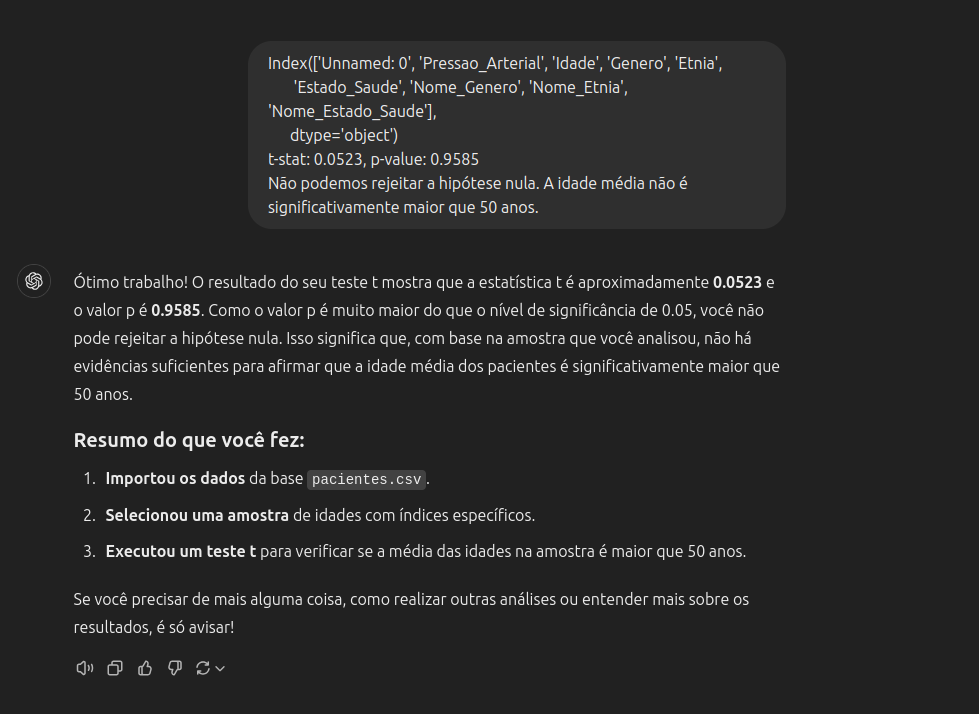 Index(['Unnamed: 0', 'Pressao_Arterial', 'Idade', 'Genero', 'Etnia',
'Estado_Saude', 'Nome_Genero', 'Nome_Etnia',
'Nome_Estado_Saude'],
dtype='object')
t-stat: 0.0523, p-value: 0.9585
Não podemos rejeitar a hipótese nula. A idade média não é
significativamente maior que 50 anos.
Ótimo trabalho! O resultado do seu teste t mostra que a estatística t é aproximadamente 0.0523 e
o valor p é 0.9585. Como o valor p é muito maior do que o nível de significância de 0.05, você não
pode rejeitar a hipótese nula. Isso significa que, com base na amostra que você analisou, não há
evidências suficientes para afirmar que a idade média dos pacientes é significativamente maior que
50 anos.
Resumo do que você fez:
1. Importou os dados da base pacientes.csv.
2. Selecionou uma amostra de idades com índices específicos.
3. Executou um teste t para verificar se a média das idades na amostra é maior que 50 anos.
Se você precisar de mais alguma coisa, como realizar outras análises ou entender mais sobre os
resultados, é só avisar!